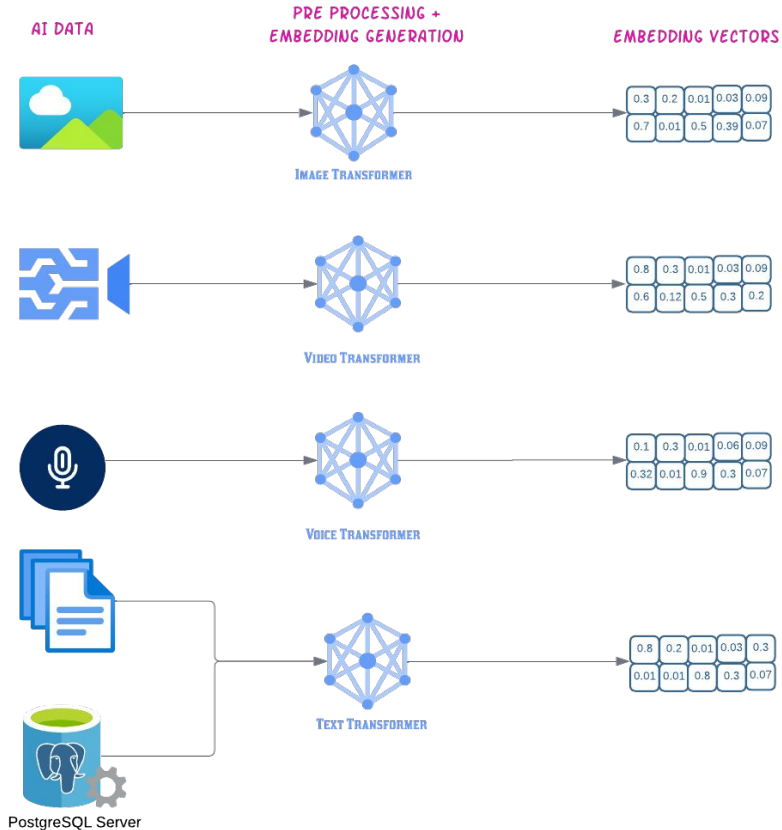 AI DATA
PRE PROCESSING +
EMBEDDING GENERATION
EMBEDDING VECTORS
0.3 0.2 0.01 0.03 0.09
0.7 0.01 0.5 0.39 0.07
IMAGE TRANSFORMER
0.8 0.3 0.01 0.03 0.09
0.6 0.12 0.5 0.3 0.2
VIDEO TRANSFORMER
0.1 0.3 0.01 0.06 0.09
0.32 0.01 0.9 0.3 0.07
VOICE TRANSFORMER
0.8 0.2 0.01 0.03 0.3
0.01 0.01 0.8 0.3 0.07
TEXT TRANSFORMER
PostgreSQL Server